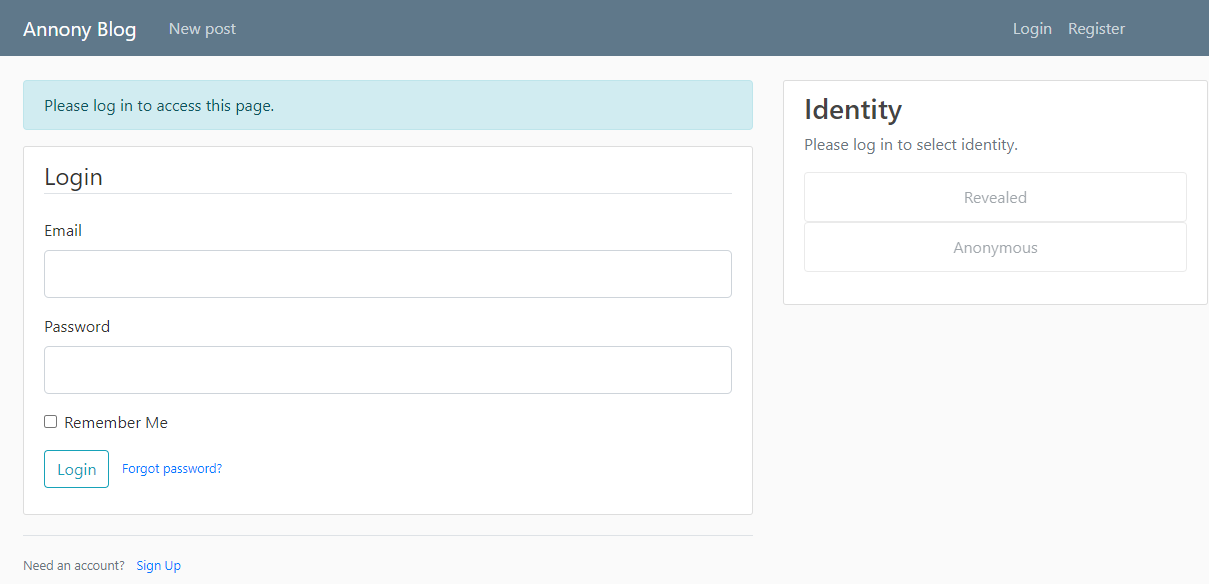 Annony Blog New post Login Register
Please log in to access this page.
Login
Email
Password
Remember Me
Login Forgot password?
Need an account? Sign Up
Identity
Please log in to select identity.
Revealed
Anonymous